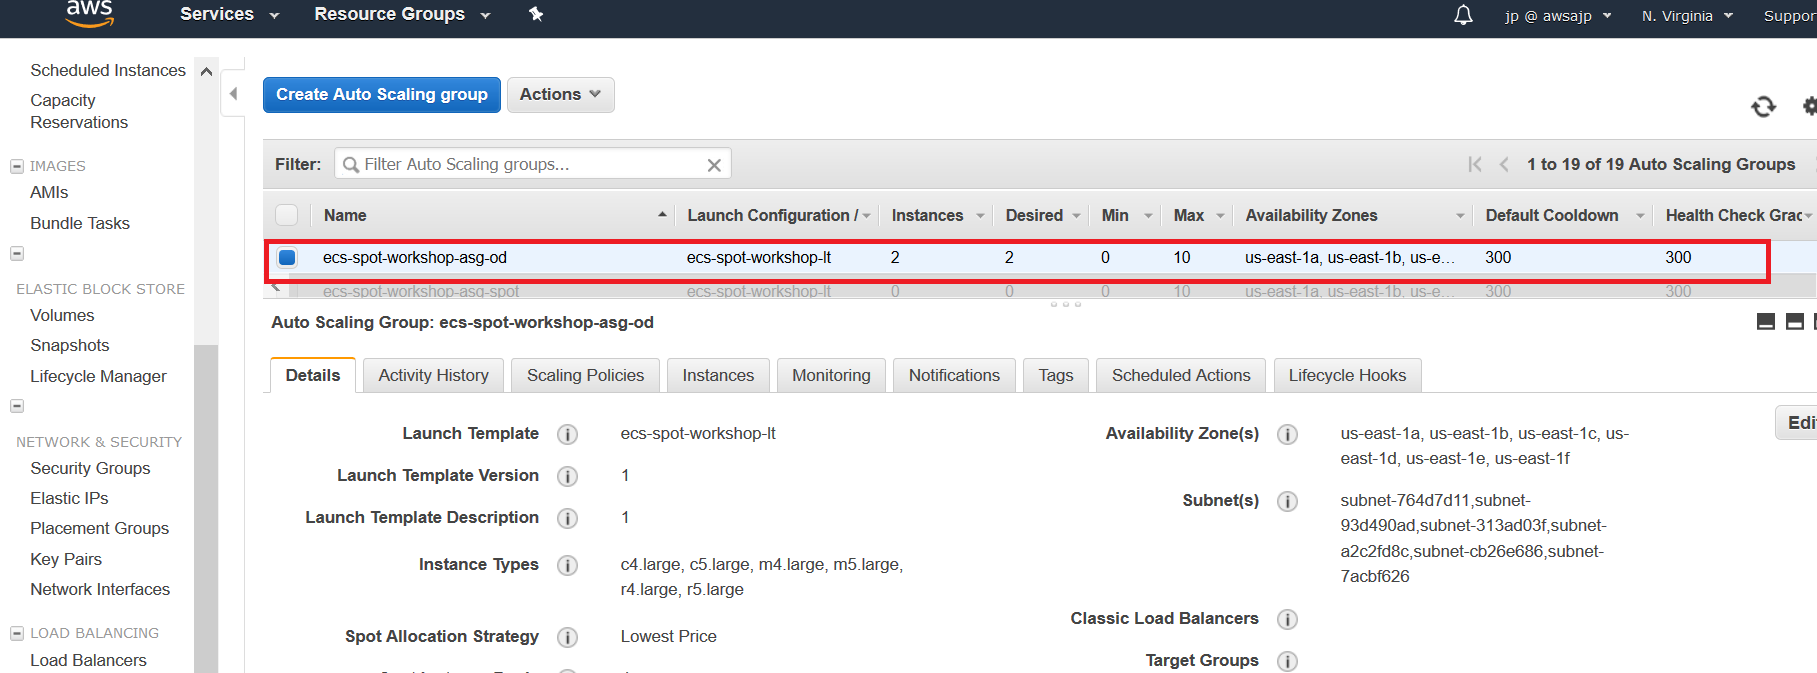 aws
Services
Resource Groups
jp @ awsajp
N. Virginia
Suppor
Scheduled Instances
Capacity
Reservations
IMAGES
AMIs
Bundle Tasks
ELASTIC BLOCK STORE
Volumes
Snapshots
Lifecycle Manager
NETWORK & SECURITY
Security Groups
Elastic IPs
Placement Groups
Key Pairs
Network Interfaces
LOAD BALANCING
Load Balancers
Create Auto Scaling group
Actions
Filter:
Filter Auto Scaling groups...
1 to 19 of 19 Auto Scaling Groups
Name Launch Configuration / Instances Desired Min Max Availability Zones Default Cooldown Health Check Grac
ecs-spot-workshop-asg-od ecs-spot-workshop-lt 2 2 0 10 us-east-1a, us-east-1b, us-e... 300 300
ecs-spot-workshop-asg-spot ecs-spot-workshop-lt 0 0 0 10 us-east-1a, us-east-1b, us-e... 300 300
Auto Scaling Group: ecs-spot-workshop-asg-od
Details Activity History Scaling Policies Instances Monitoring Notifications Tags Scheduled Actions Lifecycle Hooks
Edi
Launch Template ecs-spot-workshop-lt
Launch Template Version 1
Launch Template Description 1
Instance Types c4.large, c5.large, m4.large, m5.large,
r4.large, r5.large
Spot Allocation Strategy Lowest Price
Availability Zone(s) us-east-1a, us-east-1b, us-east-1c, us-
east-1d, us-east-1e, us-east-1f
Subnet(s) subnet-764d7d11,subnet-
93d490ad,subnet-313ad03f,subnet-
a2c2fd8c,subnet-cb26e686,subnet-
7acbf626
Classic Load Balancers
Target Groups